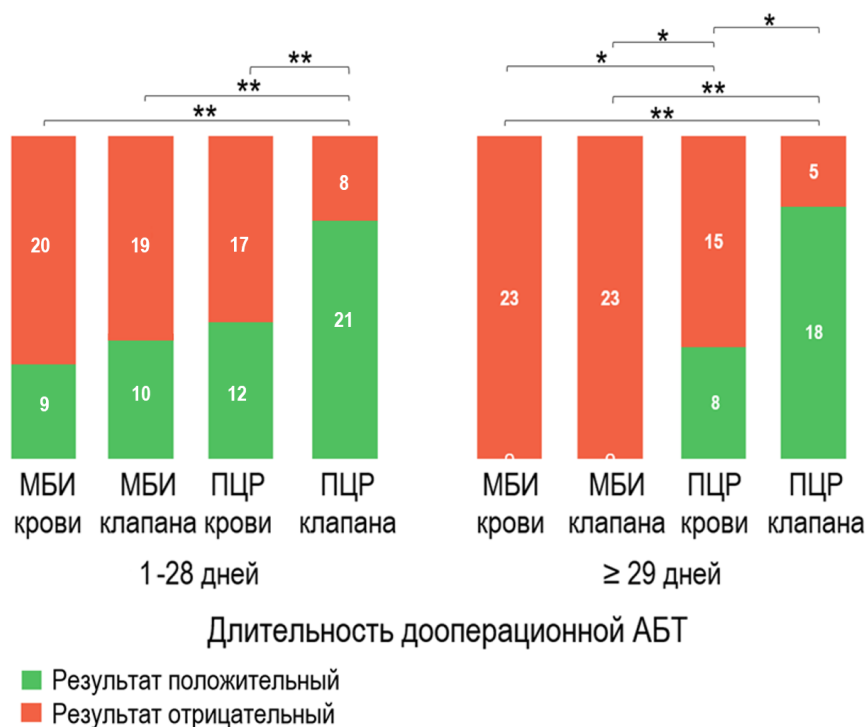 ** * *
** * **
** **
20 19 17 8 23 23 15 5
9 10 12 21 0 0 8 18
МБИ крови МБИ клапана ПЦР крови ПЦР клапана МБИ крови МБИ клапана ПЦР крови ПЦР клапана
1-28 дней ≥ 29 дней
Длительность дооперационной АБТ
Результат положительный
Результат отрицательный